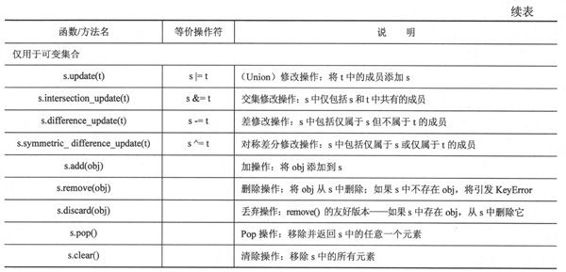 续表
函数/方法名 等价操作符 说 明
仅用于可变集合
s.update(t) s |= t （Union）修改操作：将 t 中的成员添加 s
s.intersection_update(t) s &= t 交集修改操作：s 中仅包括 s 和 t 中共有的成员
s.difference_update(t) s -= t 差修改操作：s 中包括仅属于 s 但不属于 t 的成员
s.symmetric_ difference_update(t) s ^= t 对称差分修改操作：s 中包括仅属于 s 或仅属于 t 的成员
s.add(obj) 加操作：将 obj 添加到 s
s.remove(obj) 删除操作：将 obj 从 s 中删除；如果 s 中不存在 obj，将引发 KeyError
s.discard(obj) 丢弃操作：remove() 的友好版本——如果 s 中存在 obj，从 s 中删除它
s.pop() Pop 操作：移除并返回 s 中的任意一个元素
s.clear() 清除操作：移除 s 中的所有元素